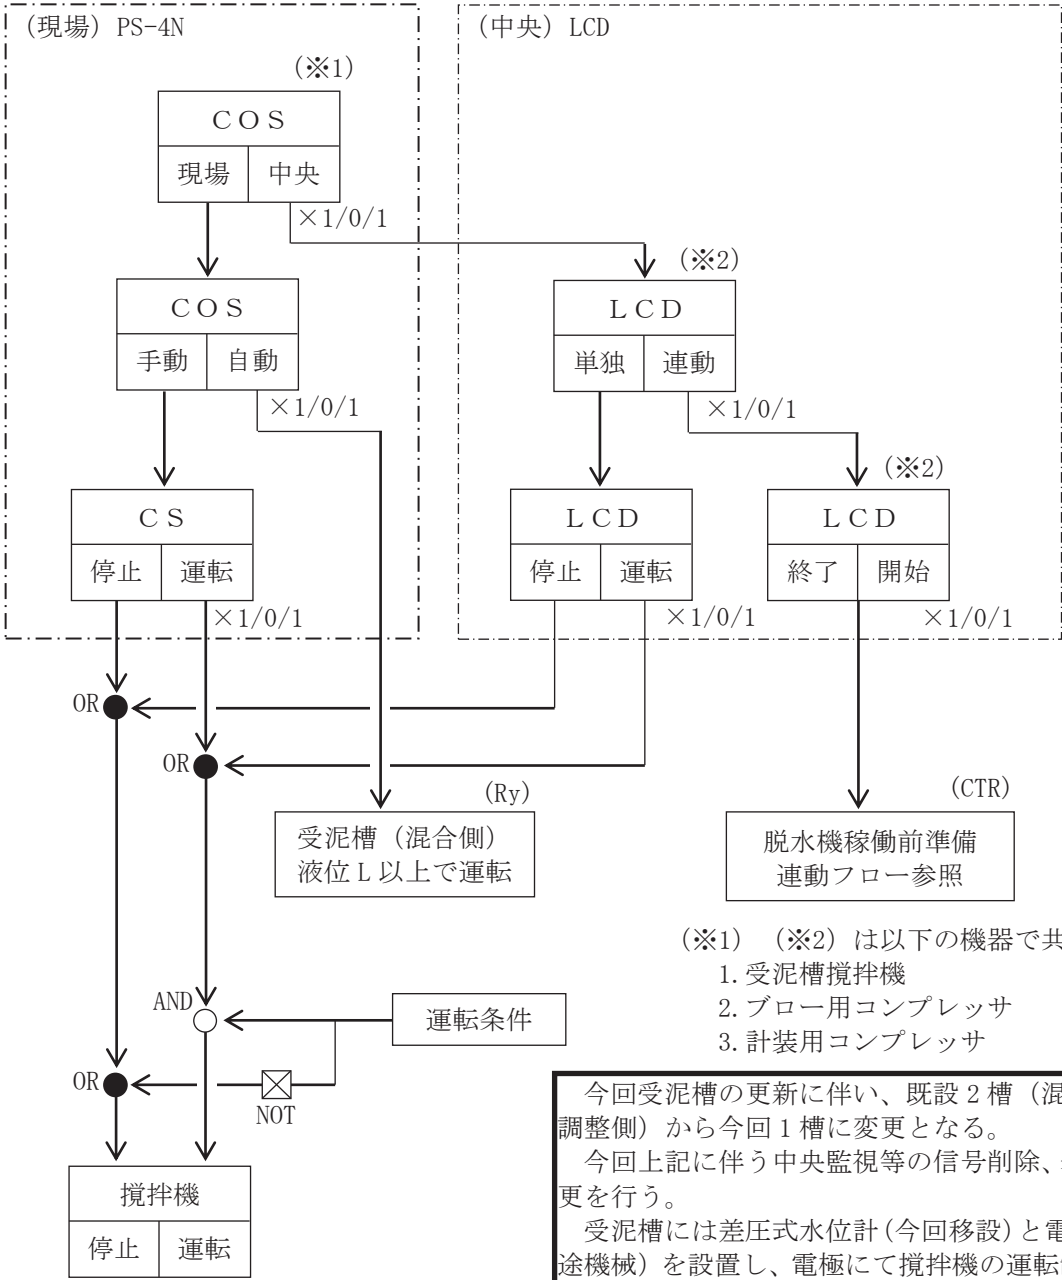 (現場) PS-4N
(中央) LCD
(※1)
COS
現場 中央
×1/0/1
(※2)
COS
手動 自動
×1/0/1
LCD
単独 連動
×1/0/1
(※2)
CS
停止 運転
×1/0/1
LCD
停止 運転
×1/0/1
LCD
終了 開始
×1/0/1
OR
OR
(Ry)
受泥槽（混合側）
液位L以上で運転
(CTR)
脱水機稼働前準備
連動フロー参照
(※1) (※2) は以下の機器で共
1.受泥槽撹拌機
2.ブロー用コンプレッサ
3.計装用コンプレッサ
AND
運転条件
OR
NOT
撹拌機
停止 運転
今回受泥槽の更新に伴い、既設2槽（混
調整側）から今回1槽に変更となる。
今回上記に伴う中央監視等の信号削除、
更を行う。
受泥槽には差圧式水位計(今回移設)と電
途機械）を設置し、電極にて撹拌機の運転